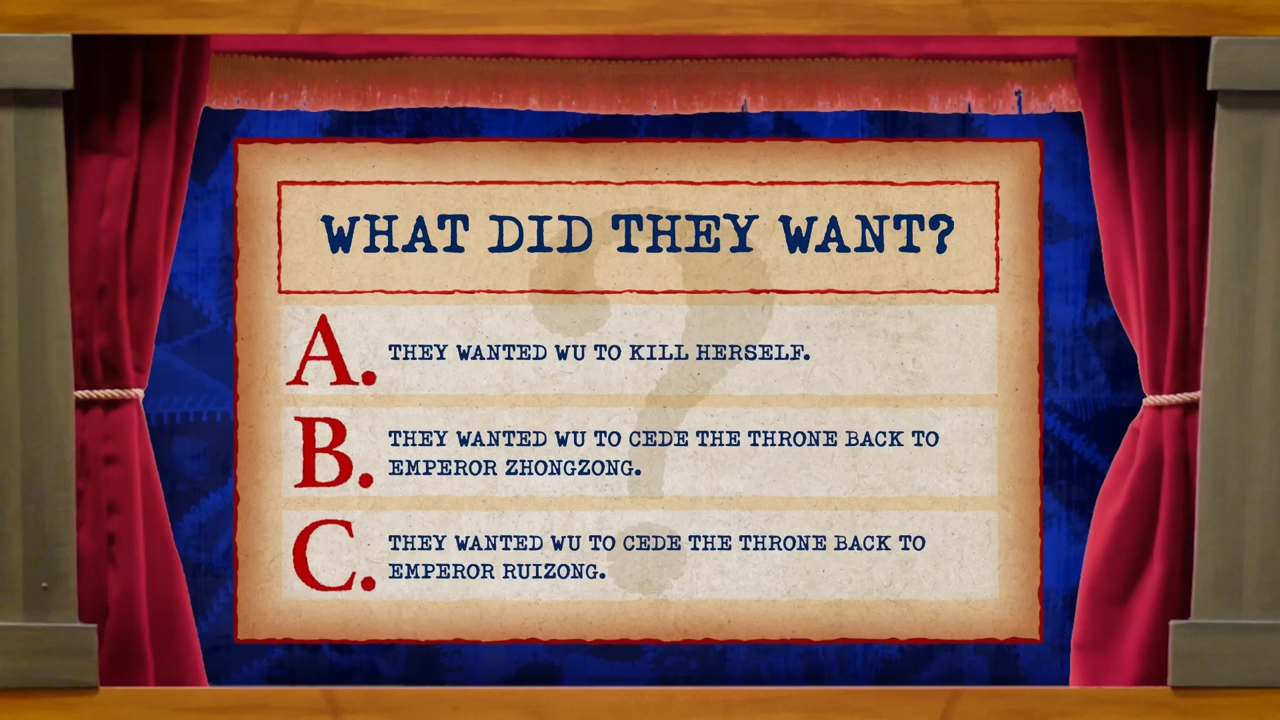 WHAT DID THEY WANT?
A.
THEY WANTED WU TO KILL HERSELF.
B.
THEY WANTED WU TO CEDE THE THRONE BACK TO
EMPEROR ZHONGZONG.
C.
THEY WANTED WU TO CEDE THE THRONE BACK TO
EMPEROR RUIZONG.